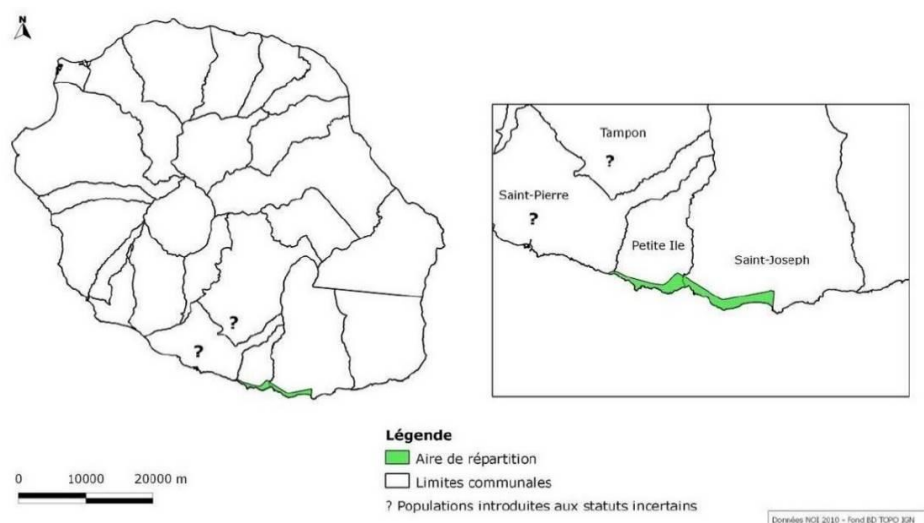 N
Tampon
?
Saint-Pierre
?
Petite Ile
Saint-Joseph
?
?
Légende
Aire de répartition
Limites communales
? Populations introduites aux statuts incertains
0 10000 20000 m
Données NOI 2010 - Fond BD TOPO IGN